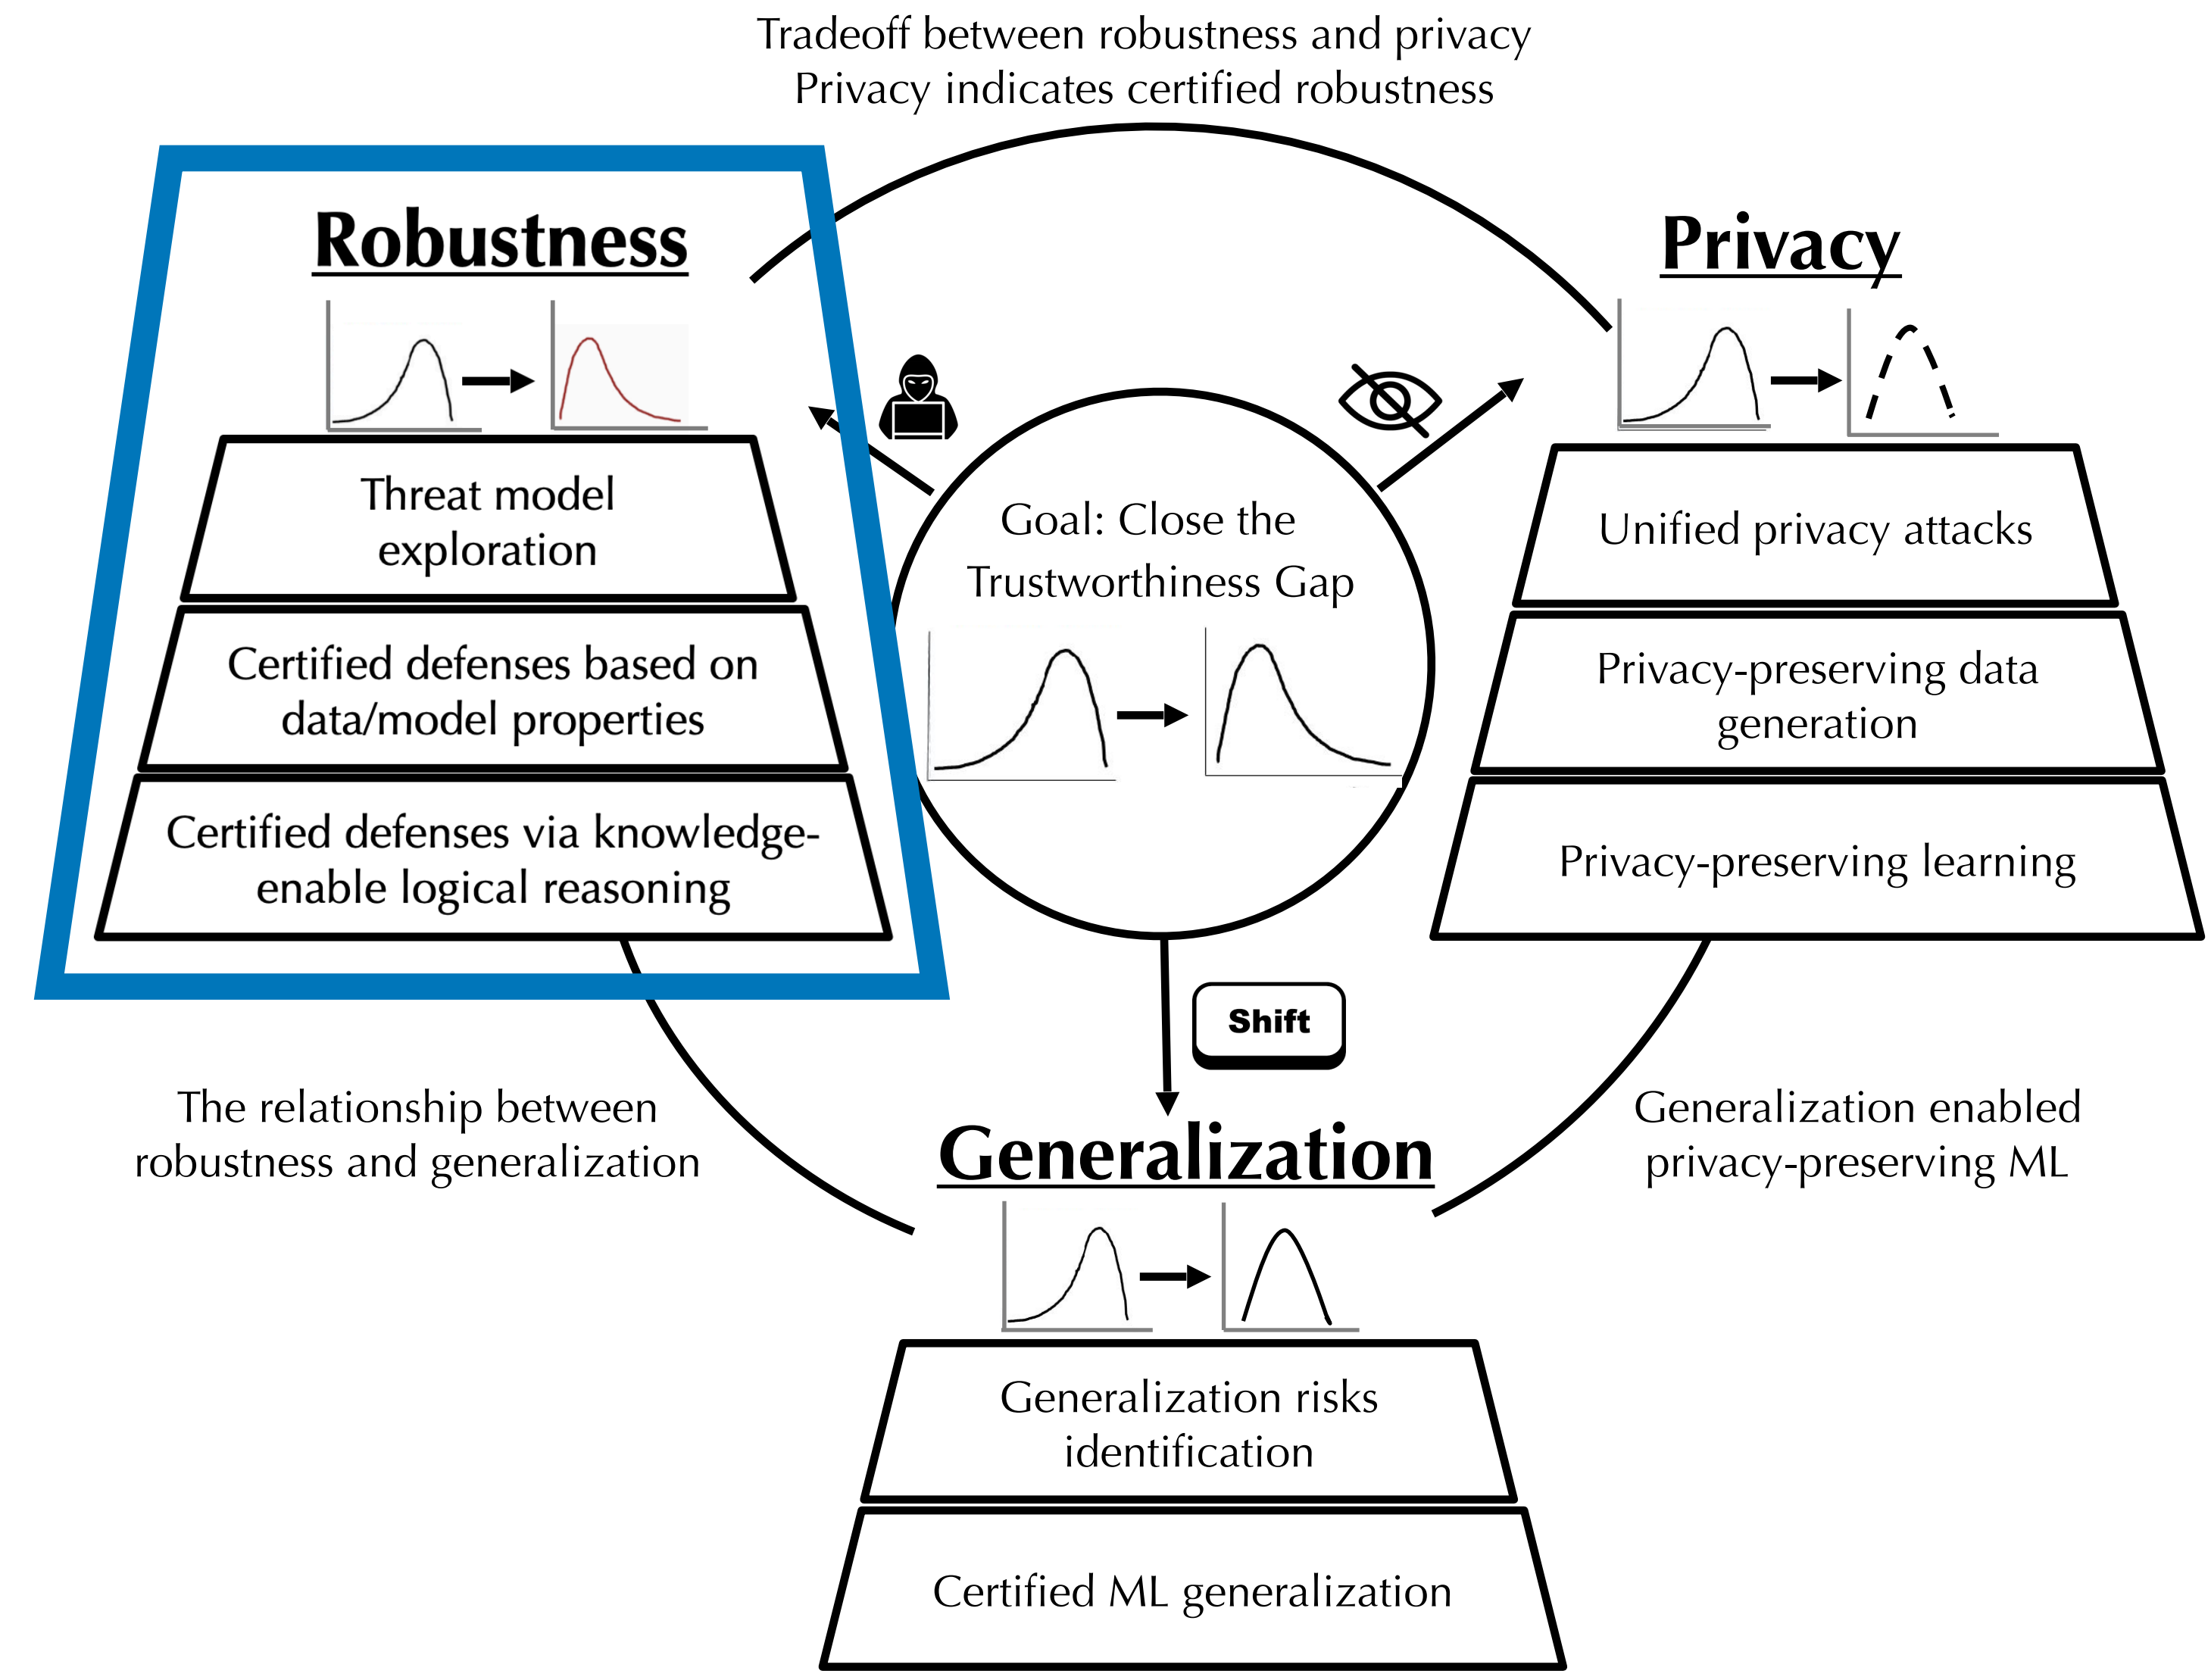 Tradeoff between robustness and privacy
Privacy indicates certified robustness
Robustness
Threat model
exploration
Certified defenses based on
data/model properties
Certified defenses via knowledge-
enable logical reasoning
Goal: Close the
Trustworthiness Gap
Privacy
Unified privacy attacks
Privacy-preserving data
generation
Privacy-preserving learning
Shift
The relationship between
robustness and generalization
Generalization enabled
privacy-preserving ML
Generalization
Generalization risks
identification
Certified ML generalization